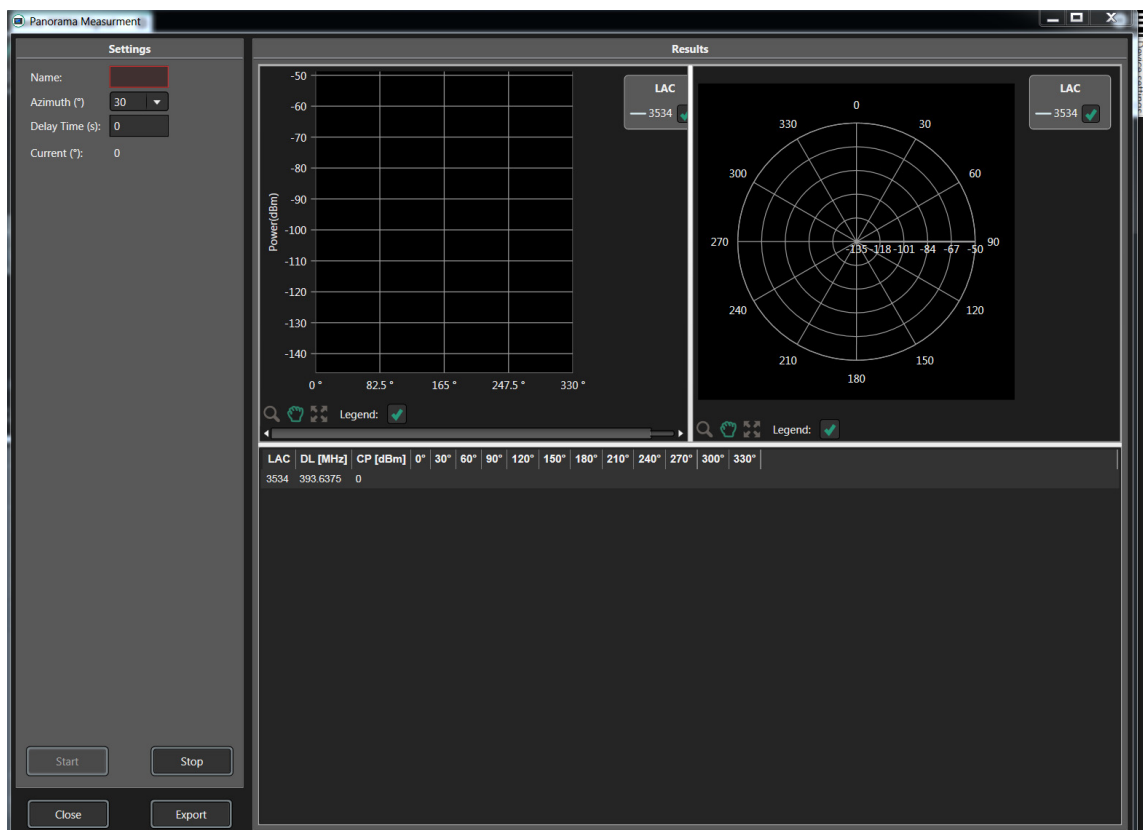 Panorama Measurment
Settings
Name:
Azimuth (°) 30
Delay Time (s): 0
Current (°): 0
Start Stop
Close Export
Results
Power(dBm)
-50
-60
-70
-80
-90
-100
-110
-120
-130
-140
0 ° 82.5 ° 165 ° 247.5 ° 330 °
LAC
3534
Legend:
0
330 30
300 60
270 90
-135 -118 -101 -84 -67 -50
240 120
210 150
180
LAC
3534
Legend:
LAC DL [MHz] CP [dBm] 0° 30° 60° 90° 120° 150° 180° 210° 240° 270° 300° 330°
3534 393.6375 0